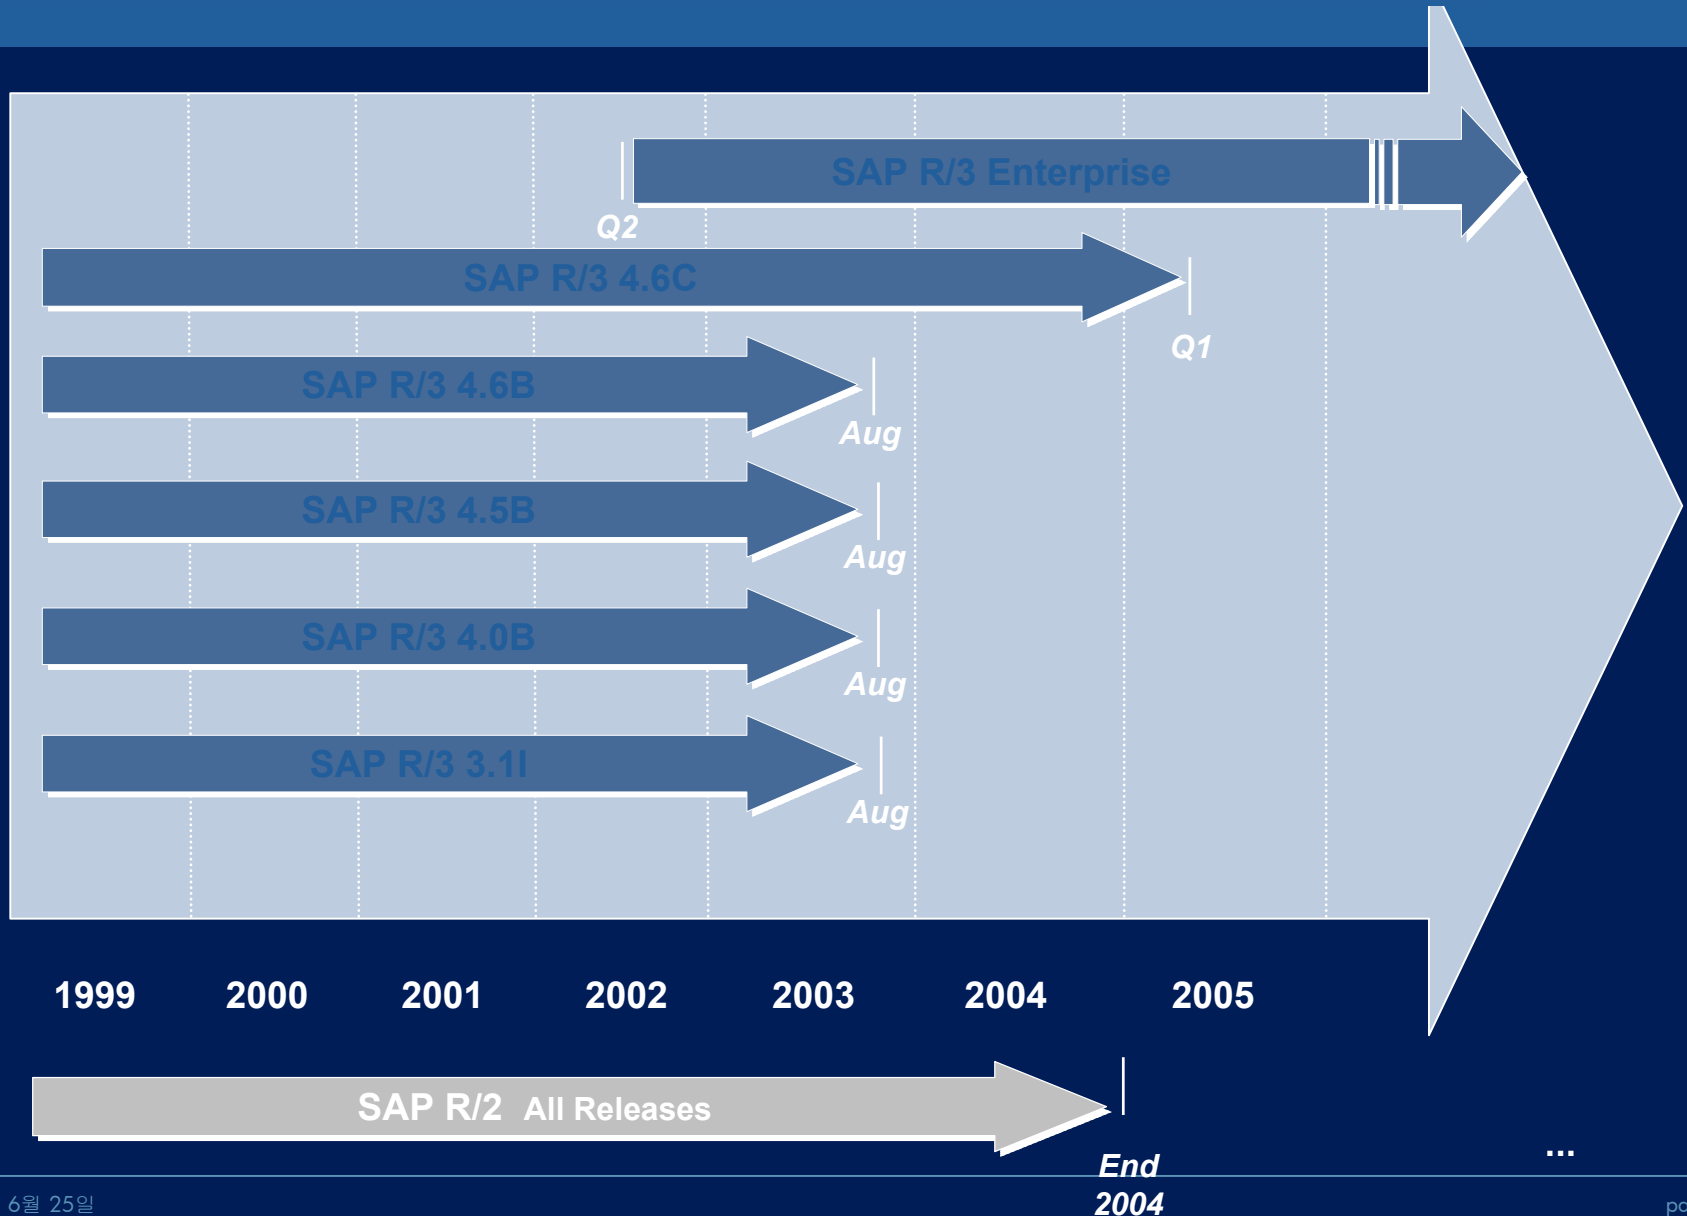 SAP R/3 Enterprise
Q2
SAP R/3 4.6C
Q1
SAP R/3 4.6B
Aug
SAP R/3 4.5B
Aug
SAP R/3 4.0B
Aug
SAP R/3 3.1I
Aug
1999 2000 2001 2002 2003 2004 2005
SAP R/2 All Releases
...
End
2004
6월 25일